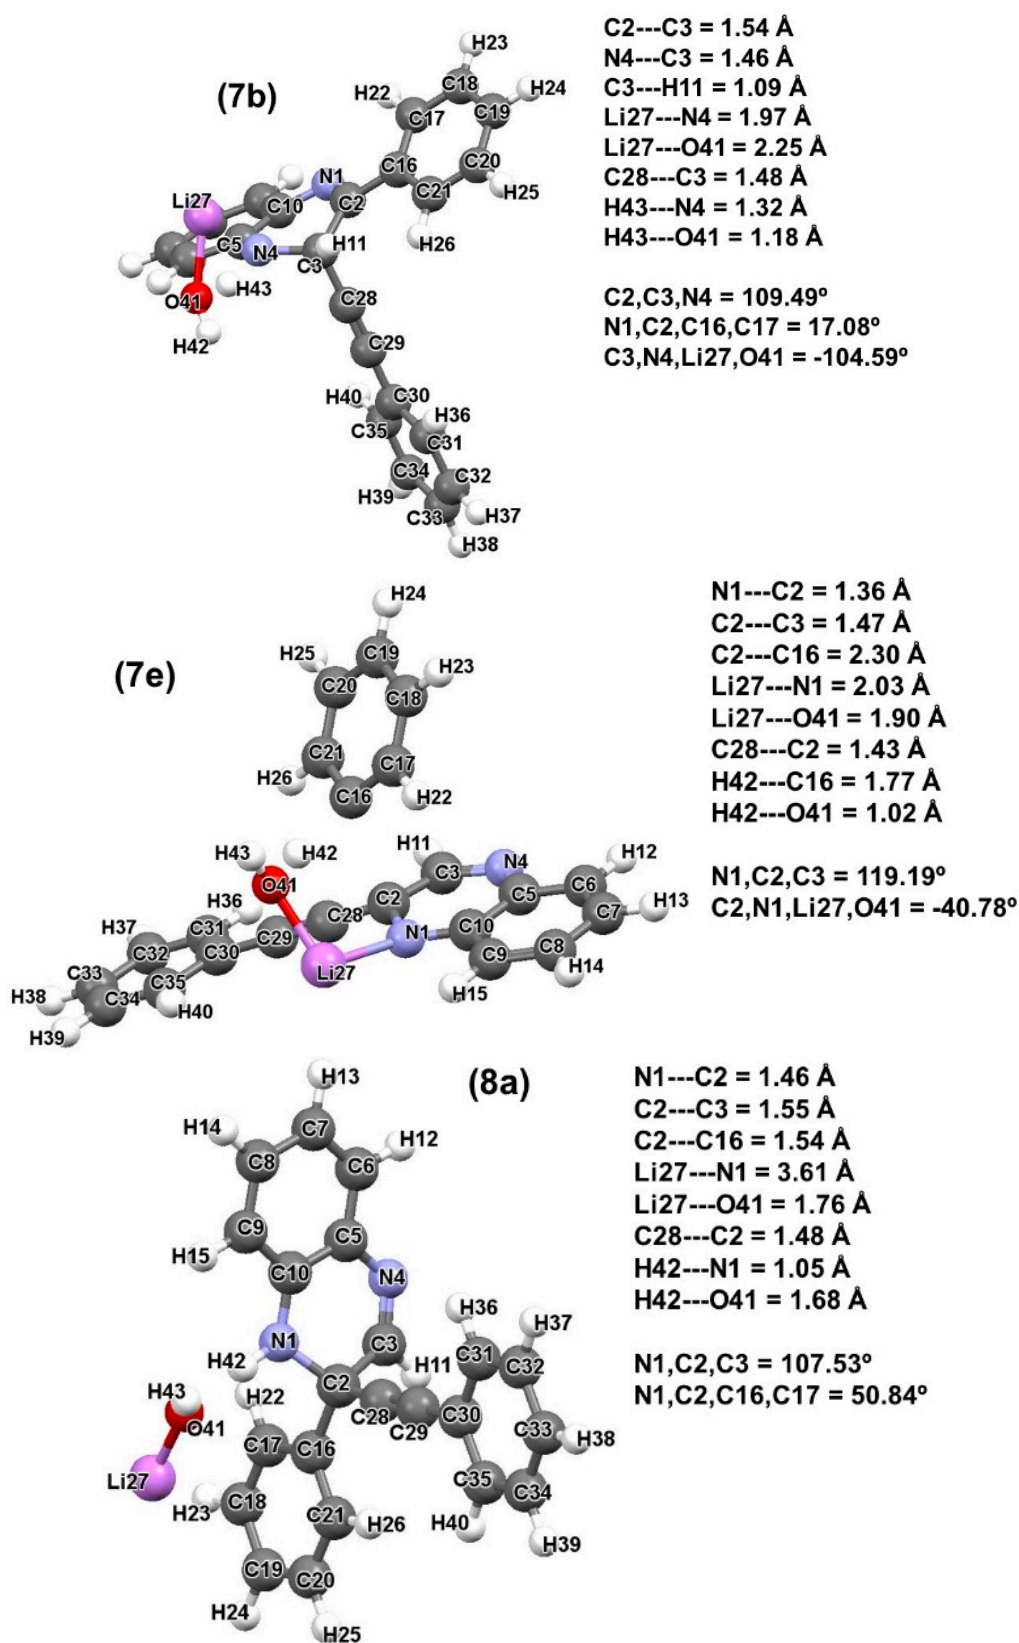 (7b)
H23
C18
H24
H22
C17
C19
C16
C20
N1
C21
H25
Li27
C10
C2
H26
C5
N4
H11
C3
H43
O41
C28
H42
C29
H40
C30
H36
C35
C31
C34
C32
H39
C33
H37
H38
C2---C3 = 1.54 Å
N4---C3 = 1.46 Å
C3---H11 = 1.09 Å
Li27---N4 = 1.97 Å
Li27---O41 = 2.25 Å
C28---C3 = 1.48 Å
H43---N4 = 1.32 Å
H43---O41 = 1.18 Å
C2,C3,N4 = 109.49º
N1,C2,C16,C17 = 17.08º
C3,N4,Li27,O41 = -104.59º
(7e)
H24
C19
H25
H23
C20
C18
C21
C17
H26
C16
H22
H43
H42
H11
C3
N4
H12
O41
C2
C5
C6
H36
C28
C7
H13
H37
C31
C29
N1
C10
C32
C30
C8
C33
C35
Li27
C9
H14
H38
C34
H40
H15
H39
N1---C2 = 1.36 Å
C2---C3 = 1.47 Å
C2---C16 = 2.30 Å
Li27---N1 = 2.03 Å
Li27---O41 = 1.90 Å
C28---C2 = 1.43 Å
H42---C16 = 1.77 Å
H42---O41 = 1.02 Å
N1,C2,C3 = 119.19º
C2,N1,Li27,O41 = -40.78º
(8a)
H13
C7
H14
H12
C8
C6
C9
C5
H15
C10
N4
H36
H37
N1
C3
C31
C32
H42
H11
C2
H22
H43
C28
C29
C30
O41
C33
H38
C17
C16
Li27
C35
C34
C18
H23
C21
H26
H40
H39
C19
C20
H24
H25
N1---C2 = 1.46 Å
C2---C3 = 1.55 Å
C2---C16 = 1.54 Å
Li27---N1 = 3.61 Å
Li27---O41 = 1.76 Å
C28---C2 = 1.48 Å
H42---N1 = 1.05 Å
H42---O41 = 1.68 Å
N1,C2,C3 = 107.53º
N1,C2,C16,C17 = 50.84º